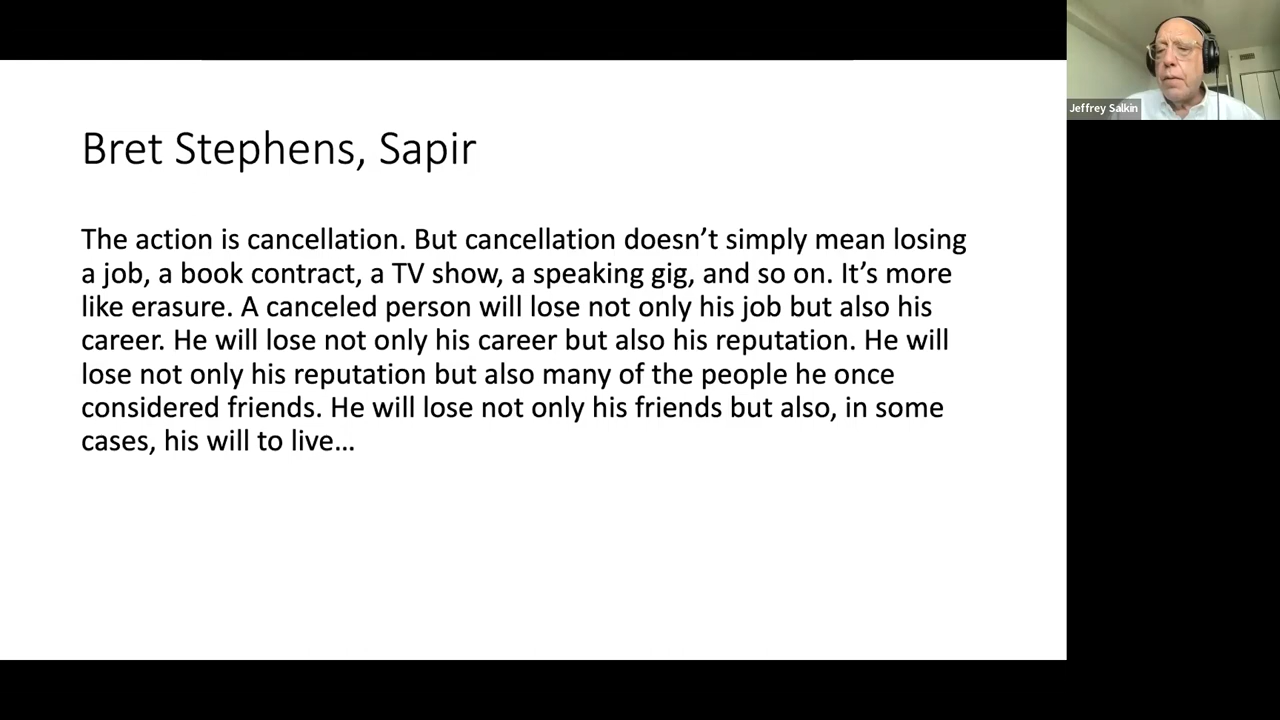 Bret Stephens, Sapir
The action is cancellation. But cancellation doesn’t simply mean losing
a job, a book contract, a TV show, a speaking gig, and so on. It’s more
like erasure. A canceled person will lose not only his job but also his
career. He will lose not only his career but also his reputation. He will
lose not only his reputation but also many of the people he once
considered friends. He will lose not only his friends but also, in some
cases, his will to live…
Jeffrey Salkin